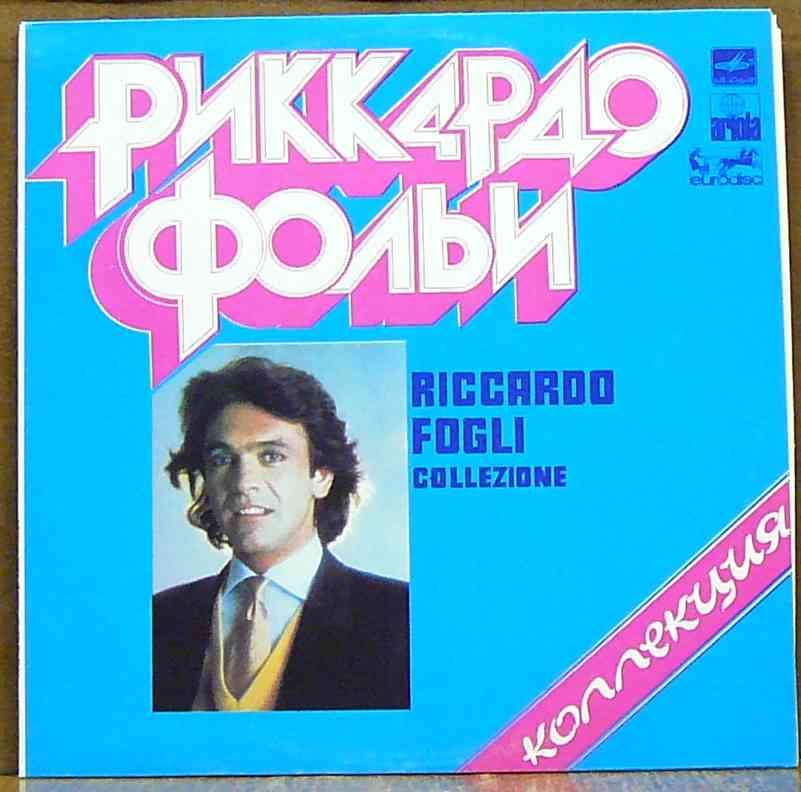 РИККАРДО
ФОЛЬИ
ariola
eurodisc
RICCARDO
FOGLI
COLLEZIONE
коллекция